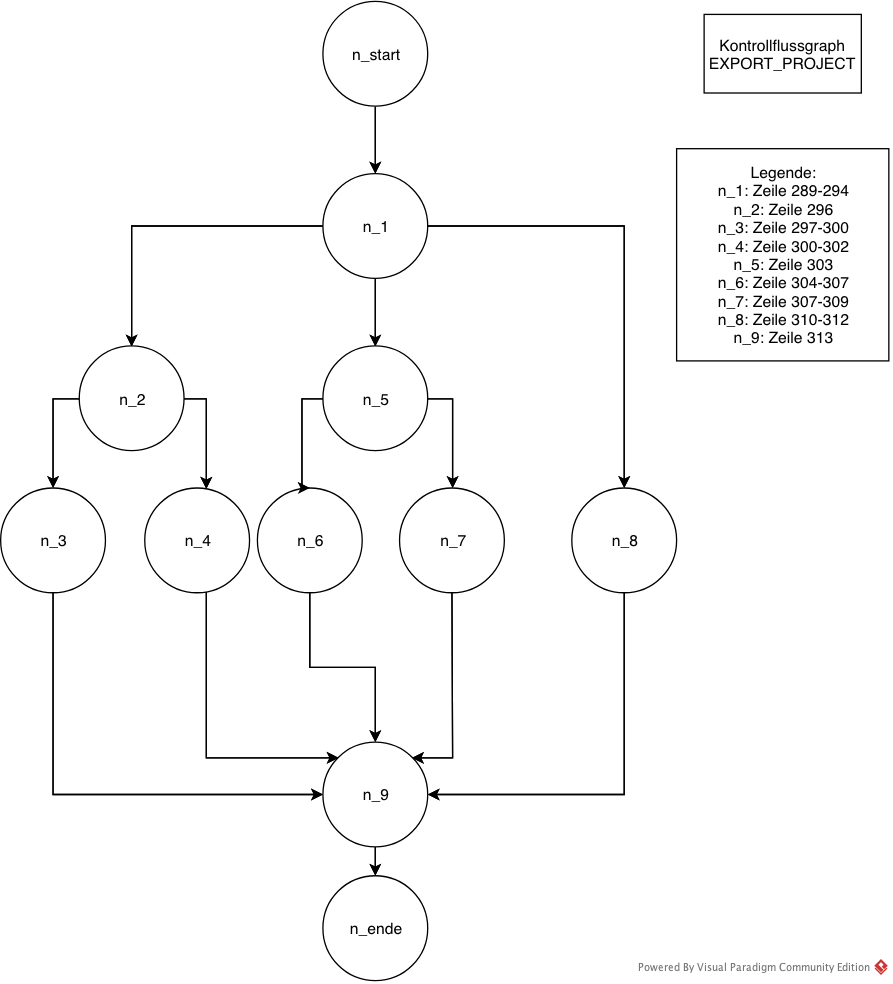 n_start
Kontrollflussgraph
EXPORT_PROJECT
Legende:
n_1: Zeile 289-294
n_2: Zeile 296
n_3: Zeile 297-300
n_4: Zeile 300-302
n_5: Zeile 303
n_6: Zeile 304-307
n_7: Zeile 307-309
n_8: Zeile 310-312
n_9: Zeile 313
n_1
n_2
n_5
n_3
n_4
n_6
n_7
n_8
n_9
n_ende
Powered By Visual Paradigm Community Edition